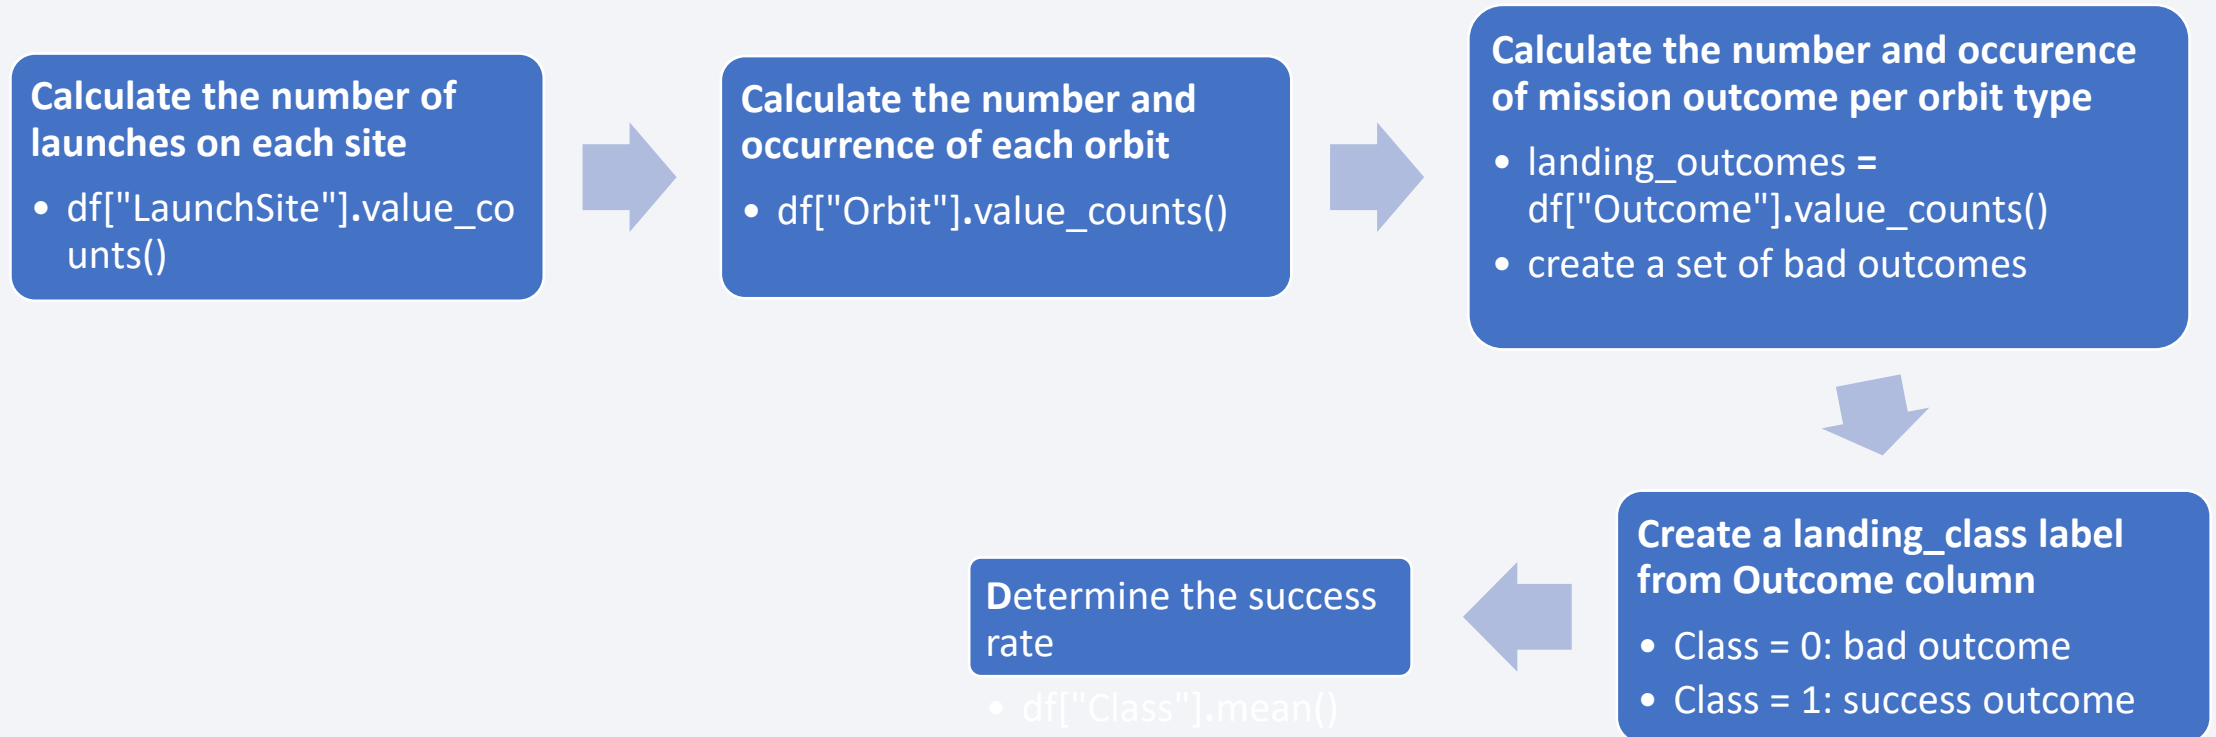 Calculate the number of
launches on each site
• df["LaunchSite"].value_co
unts()
Calculate the number and
occurrence of each orbit
• df["Orbit"].value_counts()
Calculate the number and occurence
of mission outcome per orbit type
• landing_outcomes =
df["Outcome"].value_counts()
• create a set of bad outcomes
Create a landing_class label
from Outcome column
• Class = 0: bad outcome
• Class = 1: success outcome
Determine the success
rate
• df["Class"].mean()